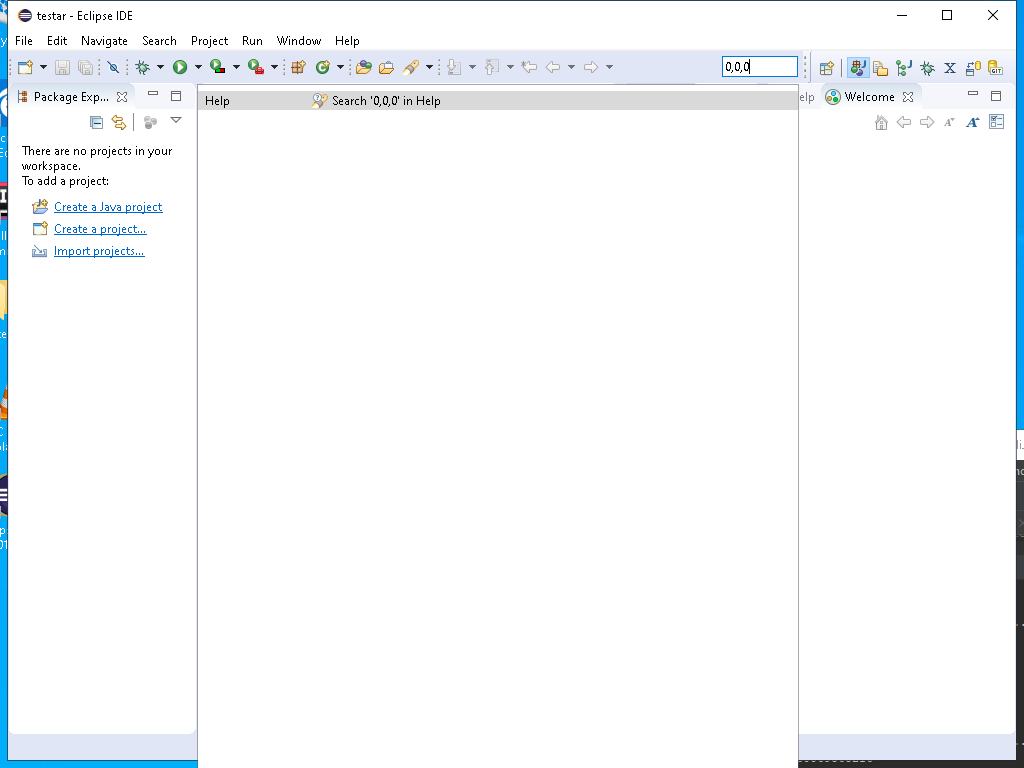 testar - Eclipse IDE
File Edit Navigate Search Project Run Window Help
0,0,0
Package Exp...
Help Search '0,0,0' in Help
elp
Welcome
There are no projects in your
workspace.
To add a project:
Create a Java project
Create a project...
Import projects...